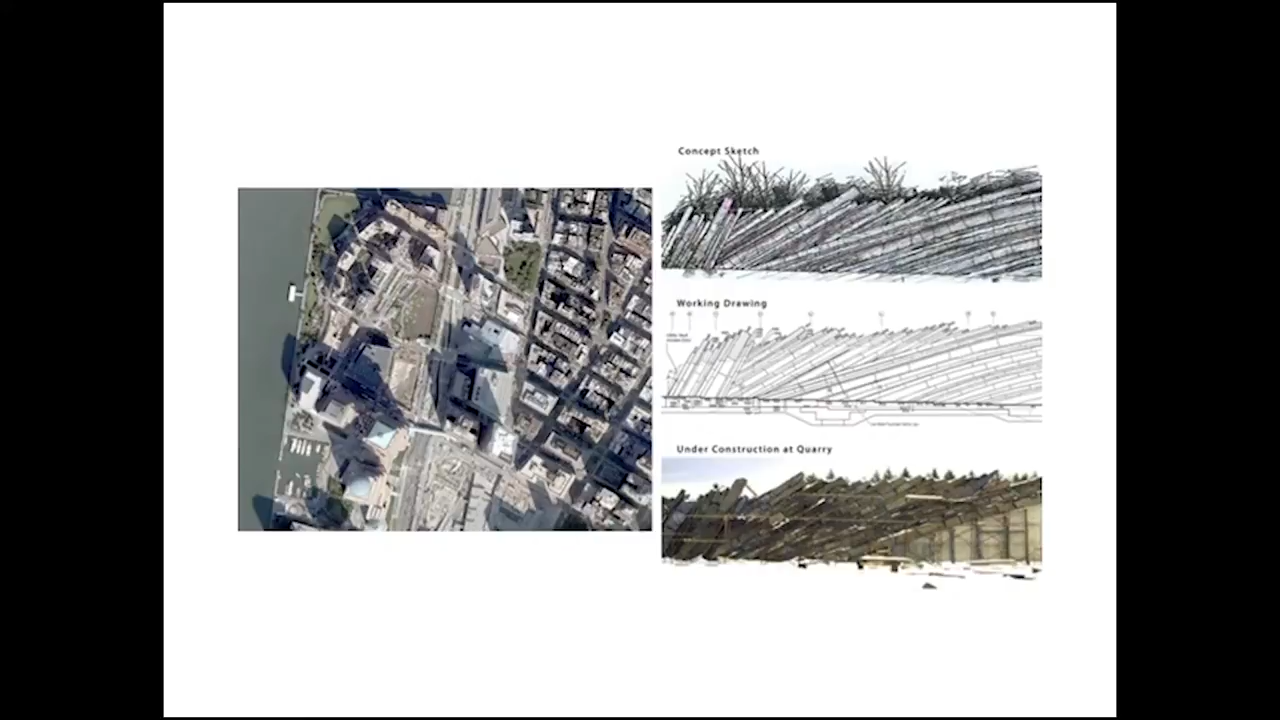 Concept Sketch
Working Drawing
Under Construction at Quarry